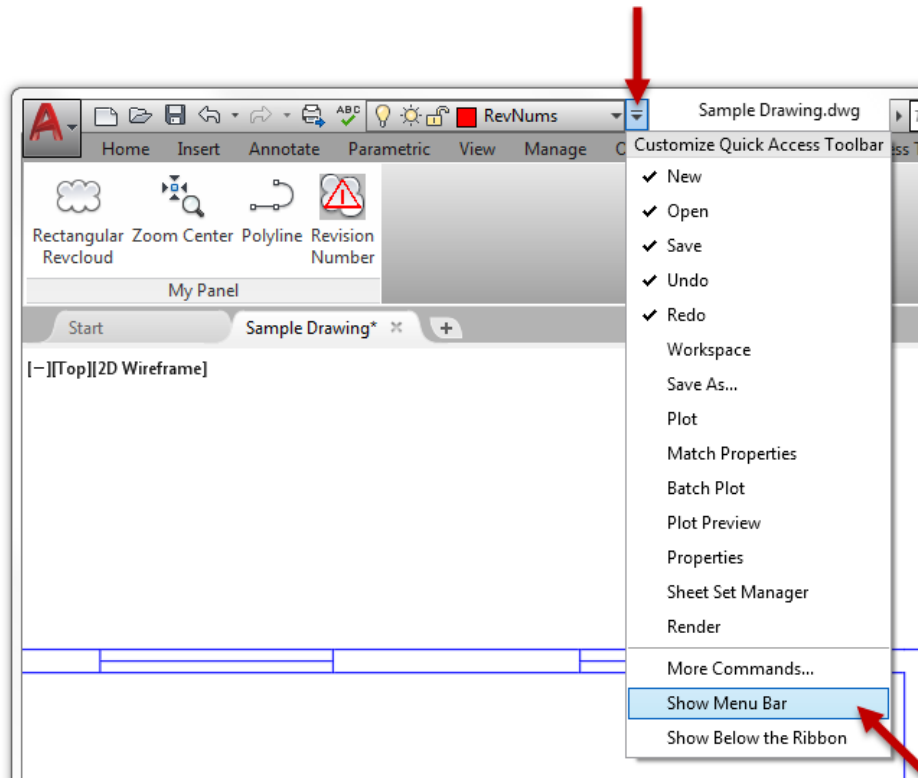 ABC
RevNums
Sample Drawing.dwg
Home Insert Annotate Parametric View Manage
Customize Quick Access Toolbar
New
Open
Save
Undo
Redo
Workspace
Save As...
Plot
Match Properties
Batch Plot
Plot Preview
Properties
Sheet Set Manager
Render
More Commands...
Show Menu Bar
Show Below the Ribbon
Rectangular Revcloud
Zoom Center
Polyline
Revision Number
My Panel
Start
Sample Drawing*
[−][Top][2D Wireframe]